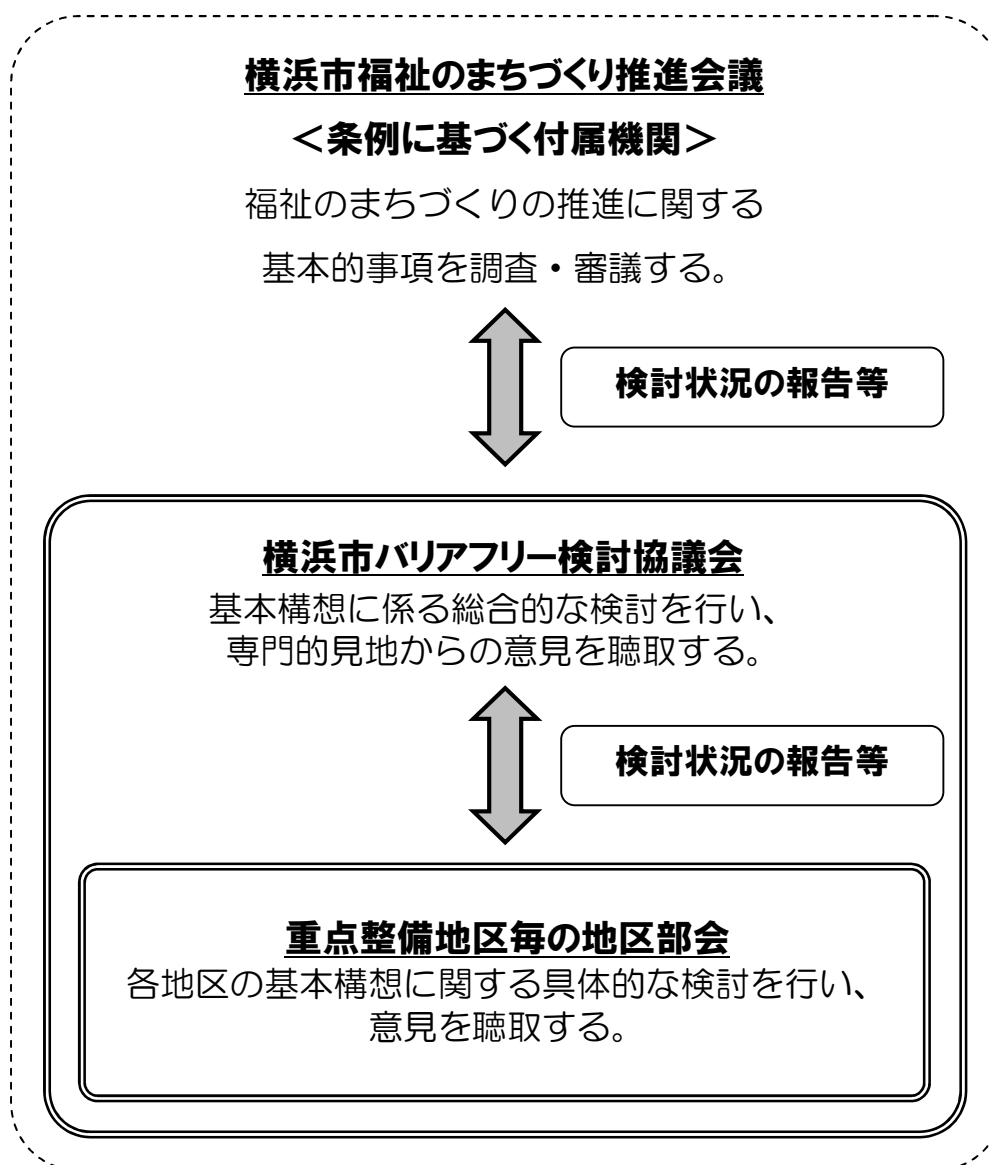 横浜市福祉のまちづくり推進会議
＜条例に基づく付属機関＞
福祉のまちづくりの推進に関する
基本的事項を調査・審議する。
検討状況の報告等
横浜市バリアフリー検討協議会
基本構想に係る総合的な検討を行い、
専門的見地からの意見を聴取する。
検討状況の報告等
重点整備地区毎の地区部会
各地区の基本構想に関する具体的な検討を行い、
意見を聴取する。